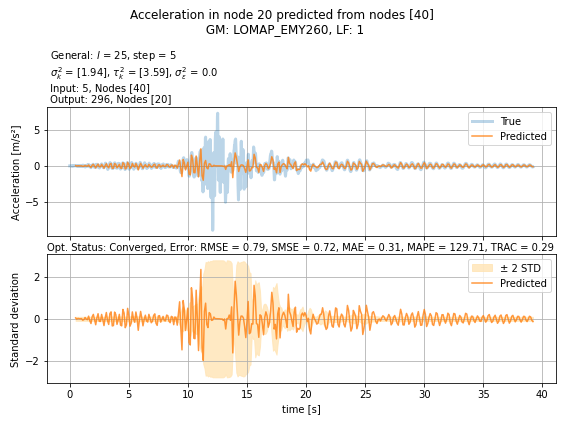 Acceleration in node 20 predicted from nodes [40]
GM: LOMAP_EMY260, LF: 1
General: l = 25, step = 5
σ²ₖ = [1.94], τ²ₖ = [3.59], σ²ε = 0.0
Input: 5, Nodes [40]
Output: 296, Nodes [20]
True
Predicted
Acceleration [m/s²]
5
0
−5
Opt. Status: Converged, Error: RMSE = 0.79, SMSE = 0.72, MAE = 0.31, MAPE = 129.71, TRAC = 0.29
± 2 STD
Predicted
Standard deviation
2
0
−2
0 5 10 15 20 25 30 35 40
time [s]